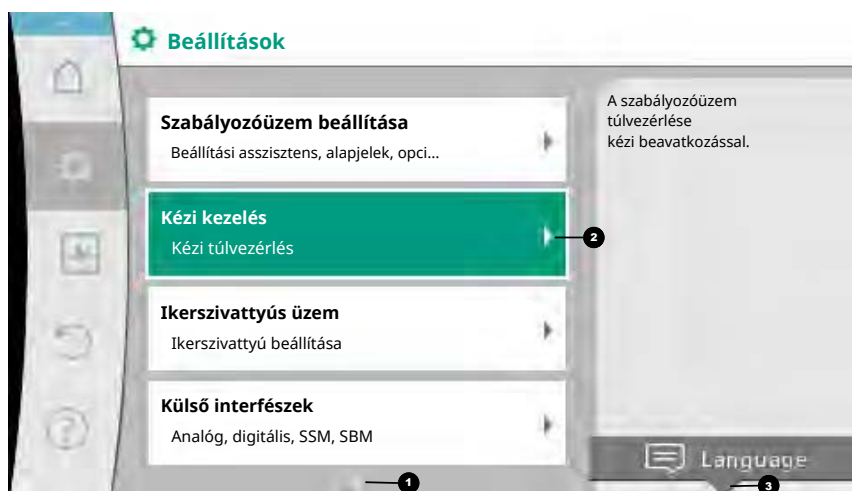 Beállítások
Szabályozóüzem beállítása
Beállítási asszisztens, alapjelek, opci...
Kézi kezelés
Kézi túlvezérlés
2
Ikerszivattyús üzem
Ikerszivattyú beállítása
Külső interfészek
Analóg, digitális, SSM, SBM
1
A szabályozóüzem
túlvezérlése
kézi beavatkozással.
Language
3